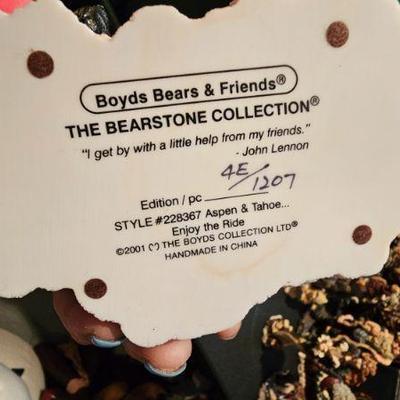 Boyds Bears & Friends®
THE BEARSTONE COLLECTION®
"I get by with a little help from my friends."
- John Lennon
Edition / pc 4E/1207
STYLE #228367 Aspen & Tahoe...
Enjoy the Ride
©2001 THE BOYDS COLLECTION LTD®
HANDMADE IN CHINA